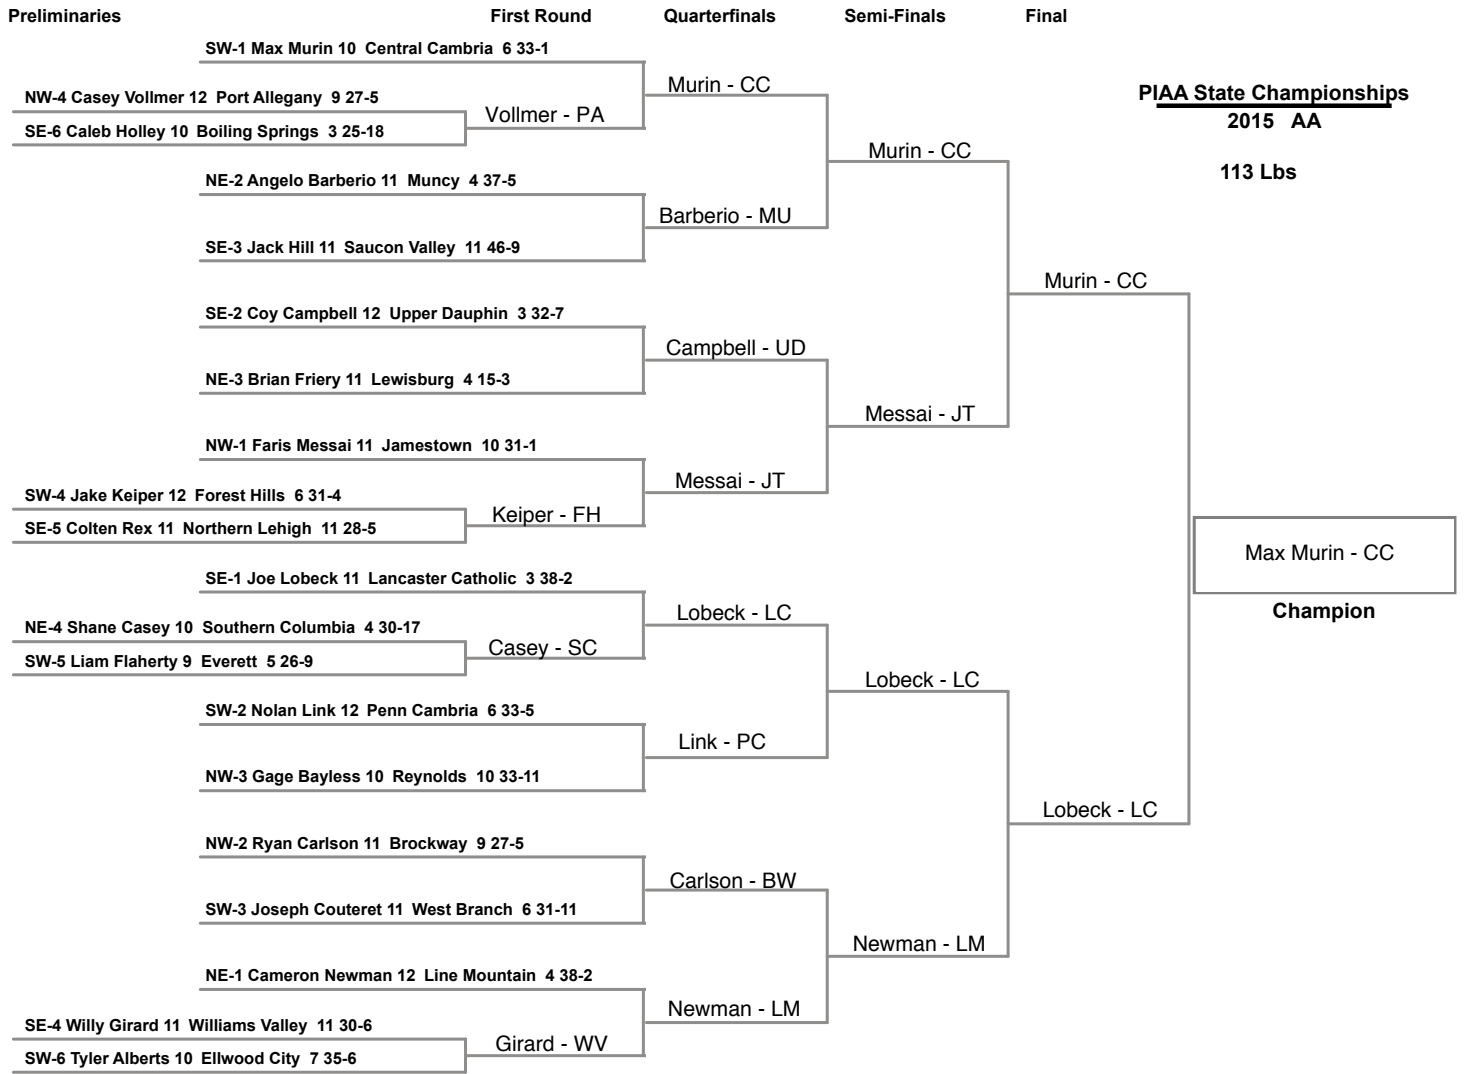 Preliminaries First Round Quarterfinals Semi-Finals Final
SW-1 Max Murin 10 Central Cambria 6 33-1
Murin - CC
NW-4 Casey Vollmer 12 Port Allegany 9 27-5
Vollmer - PA
SE-6 Caleb Holley 10 Boiling Springs 3 25-18
PIAA State Championships
2015 AA
113 Lbs
Murin - CC
NE-2 Angelo Barberio 11 Muncy 4 37-5
Barberio - MU
SE-3 Jack Hill 11 Saucon Valley 11 46-9
Murin - CC
SE-2 Coy Campbell 12 Upper Dauphin 3 32-7
Campbell - UD
NE-3 Brian Friery 11 Lewisburg 4 15-3
Messai - JT
NW-1 Faris Messai 11 Jamestown 10 31-1
Messai - JT
SW-4 Jake Keiper 12 Forest Hills 6 31-4
Keiper - FH
SE-5 Colten Rex 11 Northern Lehigh 11 28-5
Max Murin - CC
Champion
SE-1 Joe Lobeck 11 Lancaster Catholic 3 38-2
Lobeck - LC
NE-4 Shane Casey 10 Southern Columbia 4 30-17
Casey - SC
SW-5 Liam Flaherty 9 Everett 5 26-9
Lobeck - LC
SW-2 Nolan Link 12 Penn Cambria 6 33-5
Link - PC
NW-3 Gage Bayless 10 Reynolds 10 33-11
Lobeck - LC
NW-2 Ryan Carlson 11 Brockway 9 27-5
Carlson - BW
SW-3 Joseph Couteret 11 West Branch 6 31-11
Newman - LM
NE-1 Cameron Newman 12 Line Mountain 4 38-2
Newman - LM
SE-4 Willy Girard 11 Williams Valley 11 30-6
Girard - WV
SW-6 Tyler Alberts 10 Ellwood City 7 35-6